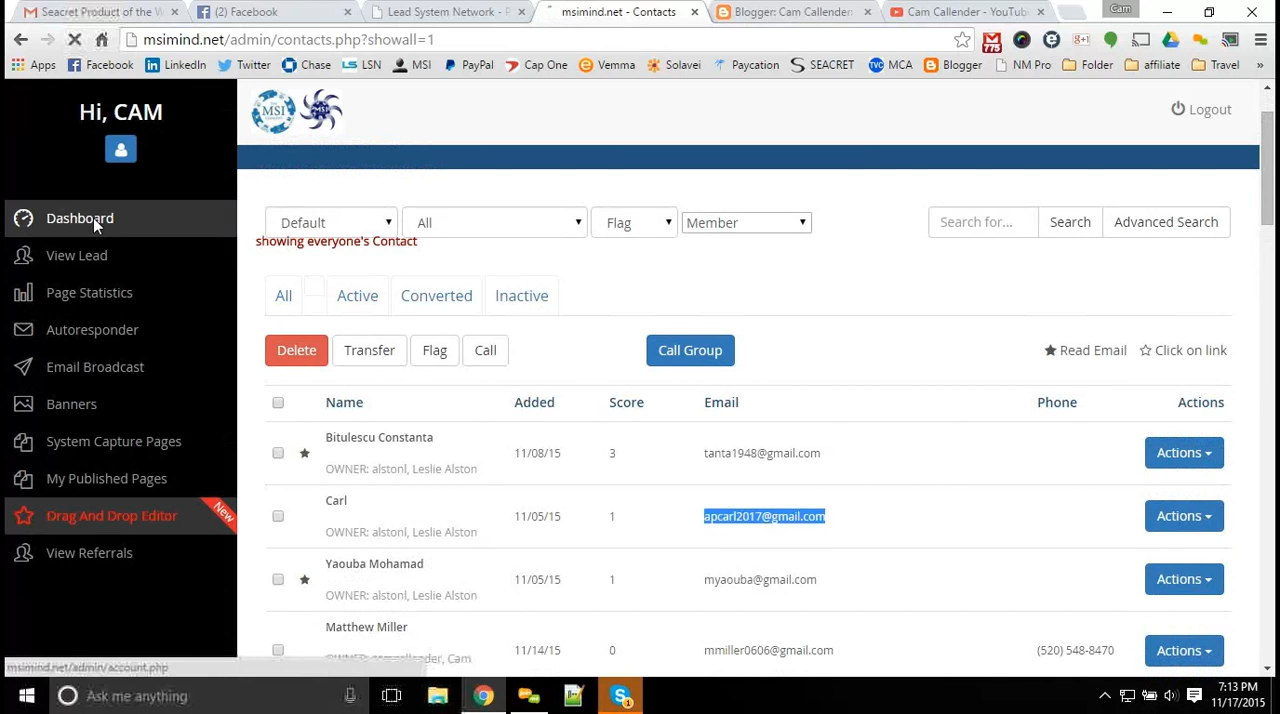 Seacret Product of the W
(2) Facebook
Lead System Network - P
msimind.net - Contacts
Blogger: Cam Callender
Cam Callender - YouTube
Cam
msimind.net/admin/contacts.php?showall=1
775
Apps
Facebook
LinkedIn
Twitter
Chase
LSN
MSI
PayPal
Cap One
Vemma
Solavei
Paycation
SEACRET
TVC MCA
Blogger
NM Pro
Folder
affiliate
Travel
»
Hi, CAM
MSI
Logout
Dashboard
View Lead
Page Statistics
Autoresponder
Email Broadcast
Banners
System Capture Pages
My Published Pages
Drag And Drop Editor
New
View Referrals
Default
All
Flag
Member
Search for...
Search
Advanced Search
showing everyone's Contact
All
Active
Converted
Inactive
Delete
Transfer
Flag
Call
Call Group
Read Email
Click on link
Name Added Score Email Phone Actions
Bitulescu Constanta
11/08/15 3 tanta1948@gmail.com Actions
OWNER: alstonl, Leslie Alston
Carl
11/05/15 1 apcarl2017@gmail.com Actions
OWNER: alstonl, Leslie Alston
Yaouba Mohamad
11/05/15 1 myaouba@gmail.com Actions
OWNER: alstonl, Leslie Alston
Matthew Miller
11/14/15 0 mmiller0606@gmail.com (520) 548-8470 Actions
msimind.net/admin/account.php
Ask me anything
1
7:13 PM
11/17/2015